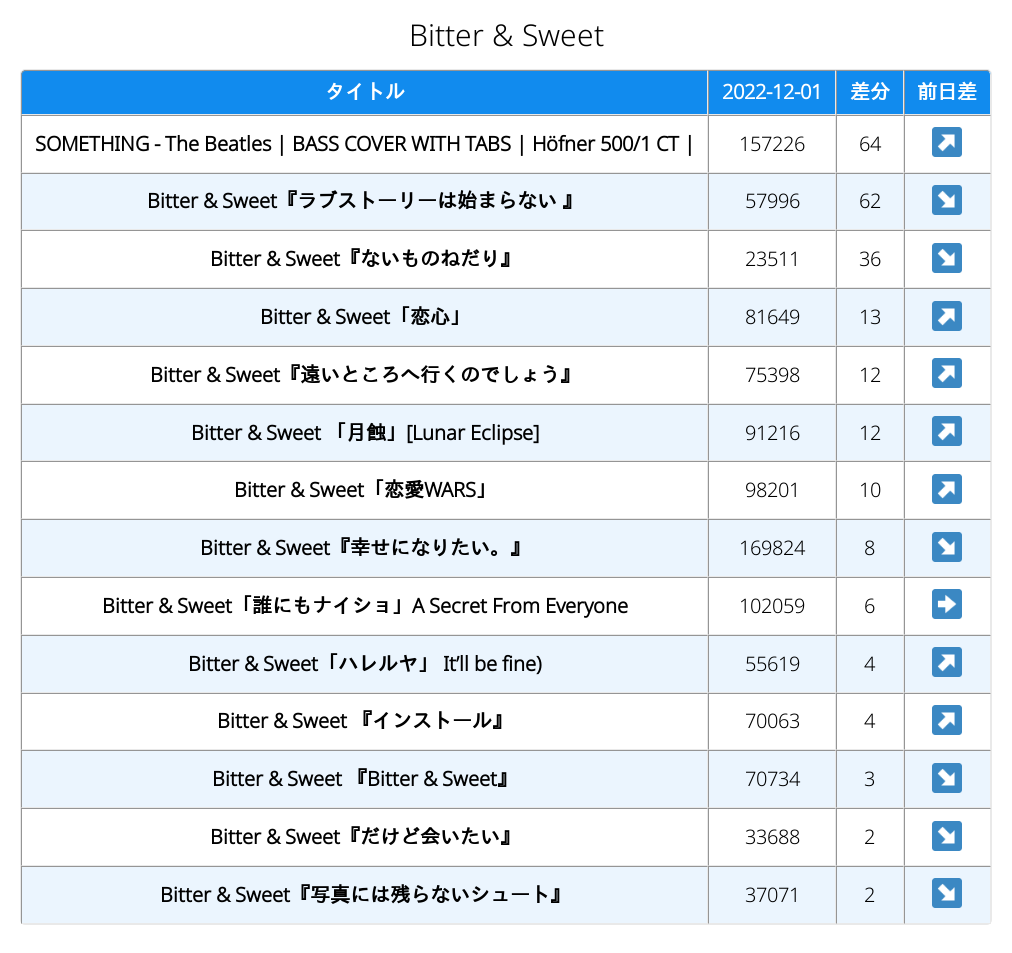 Bitter & Sweet
タイトル 2022-12-01 差分 前日差
SOMETHING - The Beatles | BASS COVER WITH TABS | Höfner 500/1 CT | 157226 64 ↗
Bitter & Sweet『ラブストーリーは始まらない 』 57996 62 ↘
Bitter & Sweet『ないものねだり』 23511 36 ↘
Bitter & Sweet「恋心」 81649 13 ↗
Bitter & Sweet『遠いところへ行くのでしょう』 75398 12 ↗
Bitter & Sweet 「月蝕」[Lunar Eclipse] 91216 12 ↗
Bitter & Sweet「恋愛WARS」 98201 10 ↗
Bitter & Sweet『幸せになりたい。』 169824 8 ↘
Bitter & Sweet「誰にもナイショ」A Secret From Everyone 102059 6 ➡
Bitter & Sweet「ハレルヤ」 It’ll be fine) 55619 4 ↗
Bitter & Sweet 『インストール』 70063 4 ↗
Bitter & Sweet 『Bitter & Sweet』 70734 3 ↘
Bitter & Sweet『だけど会いたい』 33688 2 ↘
Bitter & Sweet『写真には残らないシュート』 37071 2 ↘